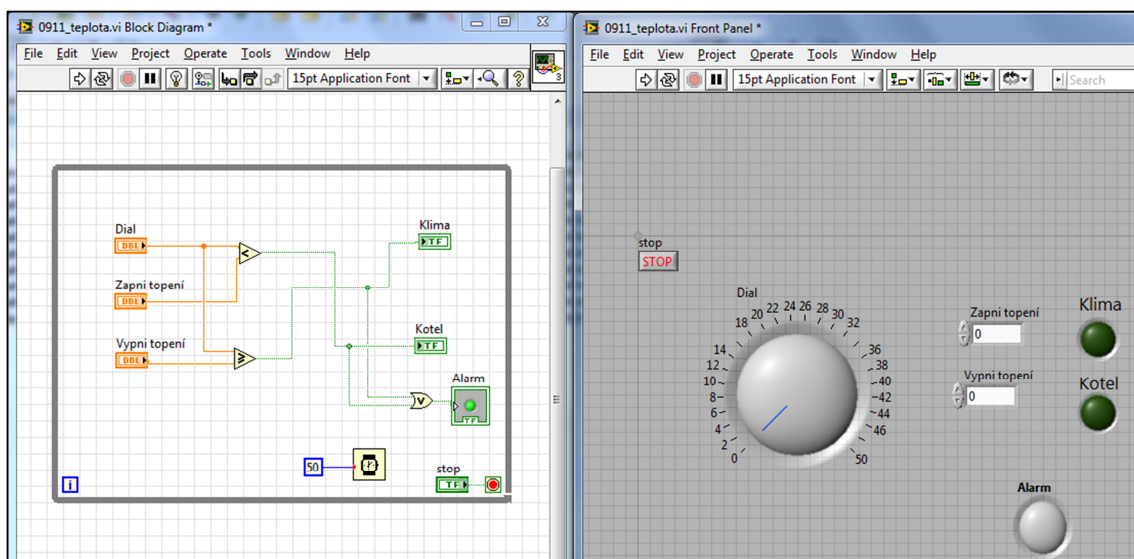 0911_teplota.vi Block Diagram *
File Edit View Project Operate Tools Window Help
15pt Application Font
3
Dial
DBL
Zapni topení
DBL
Vypni topení
DBL
<
≥
Klima
TF
Kotel
TF
Alarm
V
TF
50
stop
TF
i
0911_teplota.vi Front Panel *
File Edit View Project Operate Tools Window Help
15pt Application Font
Search
stop
STOP
Dial
0 2 4 6 8 10 12 14 16 18 20 22 24 26 28 30 32 34 36 38 40 42 44 46 50
Zapni topení
0
Vypni topení
0
Klima
Kotel
Alarm